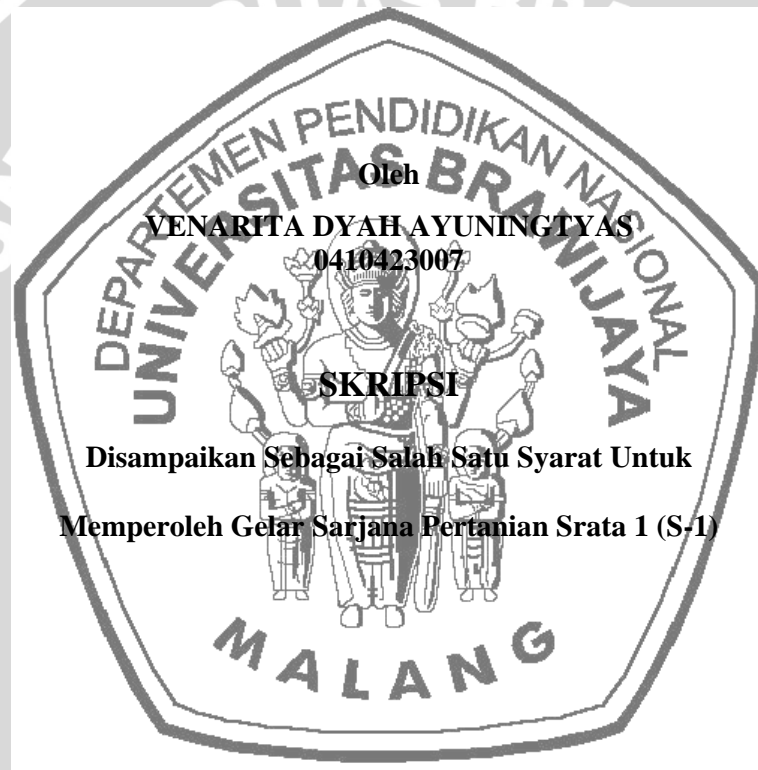 DEPARTEMEN PENDIDIKAN NASIONAL
UNIVERSITAS BRAWIJAYA
Oleh
VENARITA DYAH AYUNINGTYAS
0410423007
SKRIPSI
Disampaikan Sebagai Salah Satu Syarat Untuk
Memperoleh Gelar Sarjana Pertanian Srata 1 (S-1)
MALANG